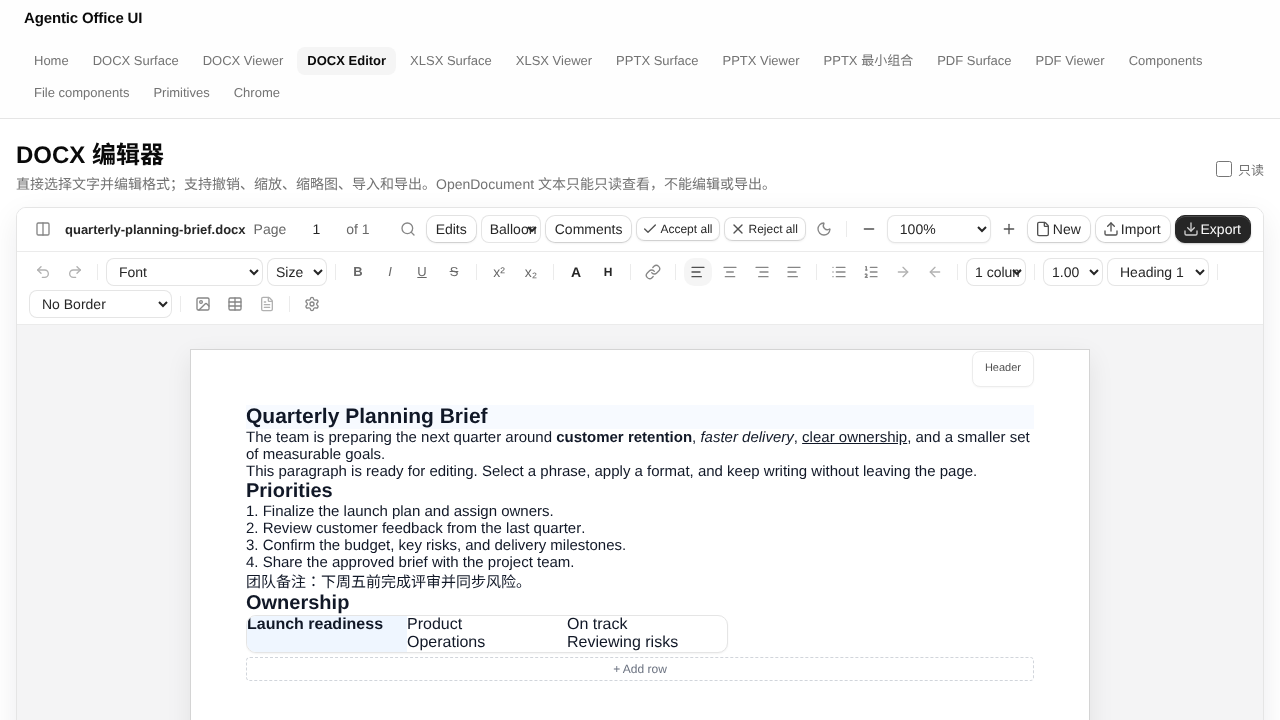 Agentic Office UI
Home DOCX Surface DOCX Viewer DOCX Editor XLSX Surface XLSX Viewer PPTX Surface PPTX Viewer PPTX 最小组合 PDF Surface PDF Viewer Components
File components Primitives Chrome
DOCX 编辑器
直接选择文字并编辑格式；支持撤销、缩放、缩略图、导入和导出。OpenDocument 文本只能只读查看，不能编辑或导出。
只读
quarterly-planning-brief.docx Page 1 of 1 Edits Balloon Comments Accept all Reject all 100% New Import Export
Font Size B I U S x² x₂ A H 1 colum 1.00 Heading 1
No Border
Header
Quarterly Planning Brief
The team is preparing the next quarter around customer retention, faster delivery, clear ownership, and a smaller set
of measurable goals.
This paragraph is ready for editing. Select a phrase, apply a format, and keep writing without leaving the page.
Priorities
1. Finalize the launch plan and assign owners.
2. Review customer feedback from the last quarter.
3. Confirm the budget, key risks, and delivery milestones.
4. Share the approved brief with the project team.
团队备注：下周五前完成评审并同步风险。
Ownership
Launch readiness Product On track
Operations Reviewing risks
+ Add row